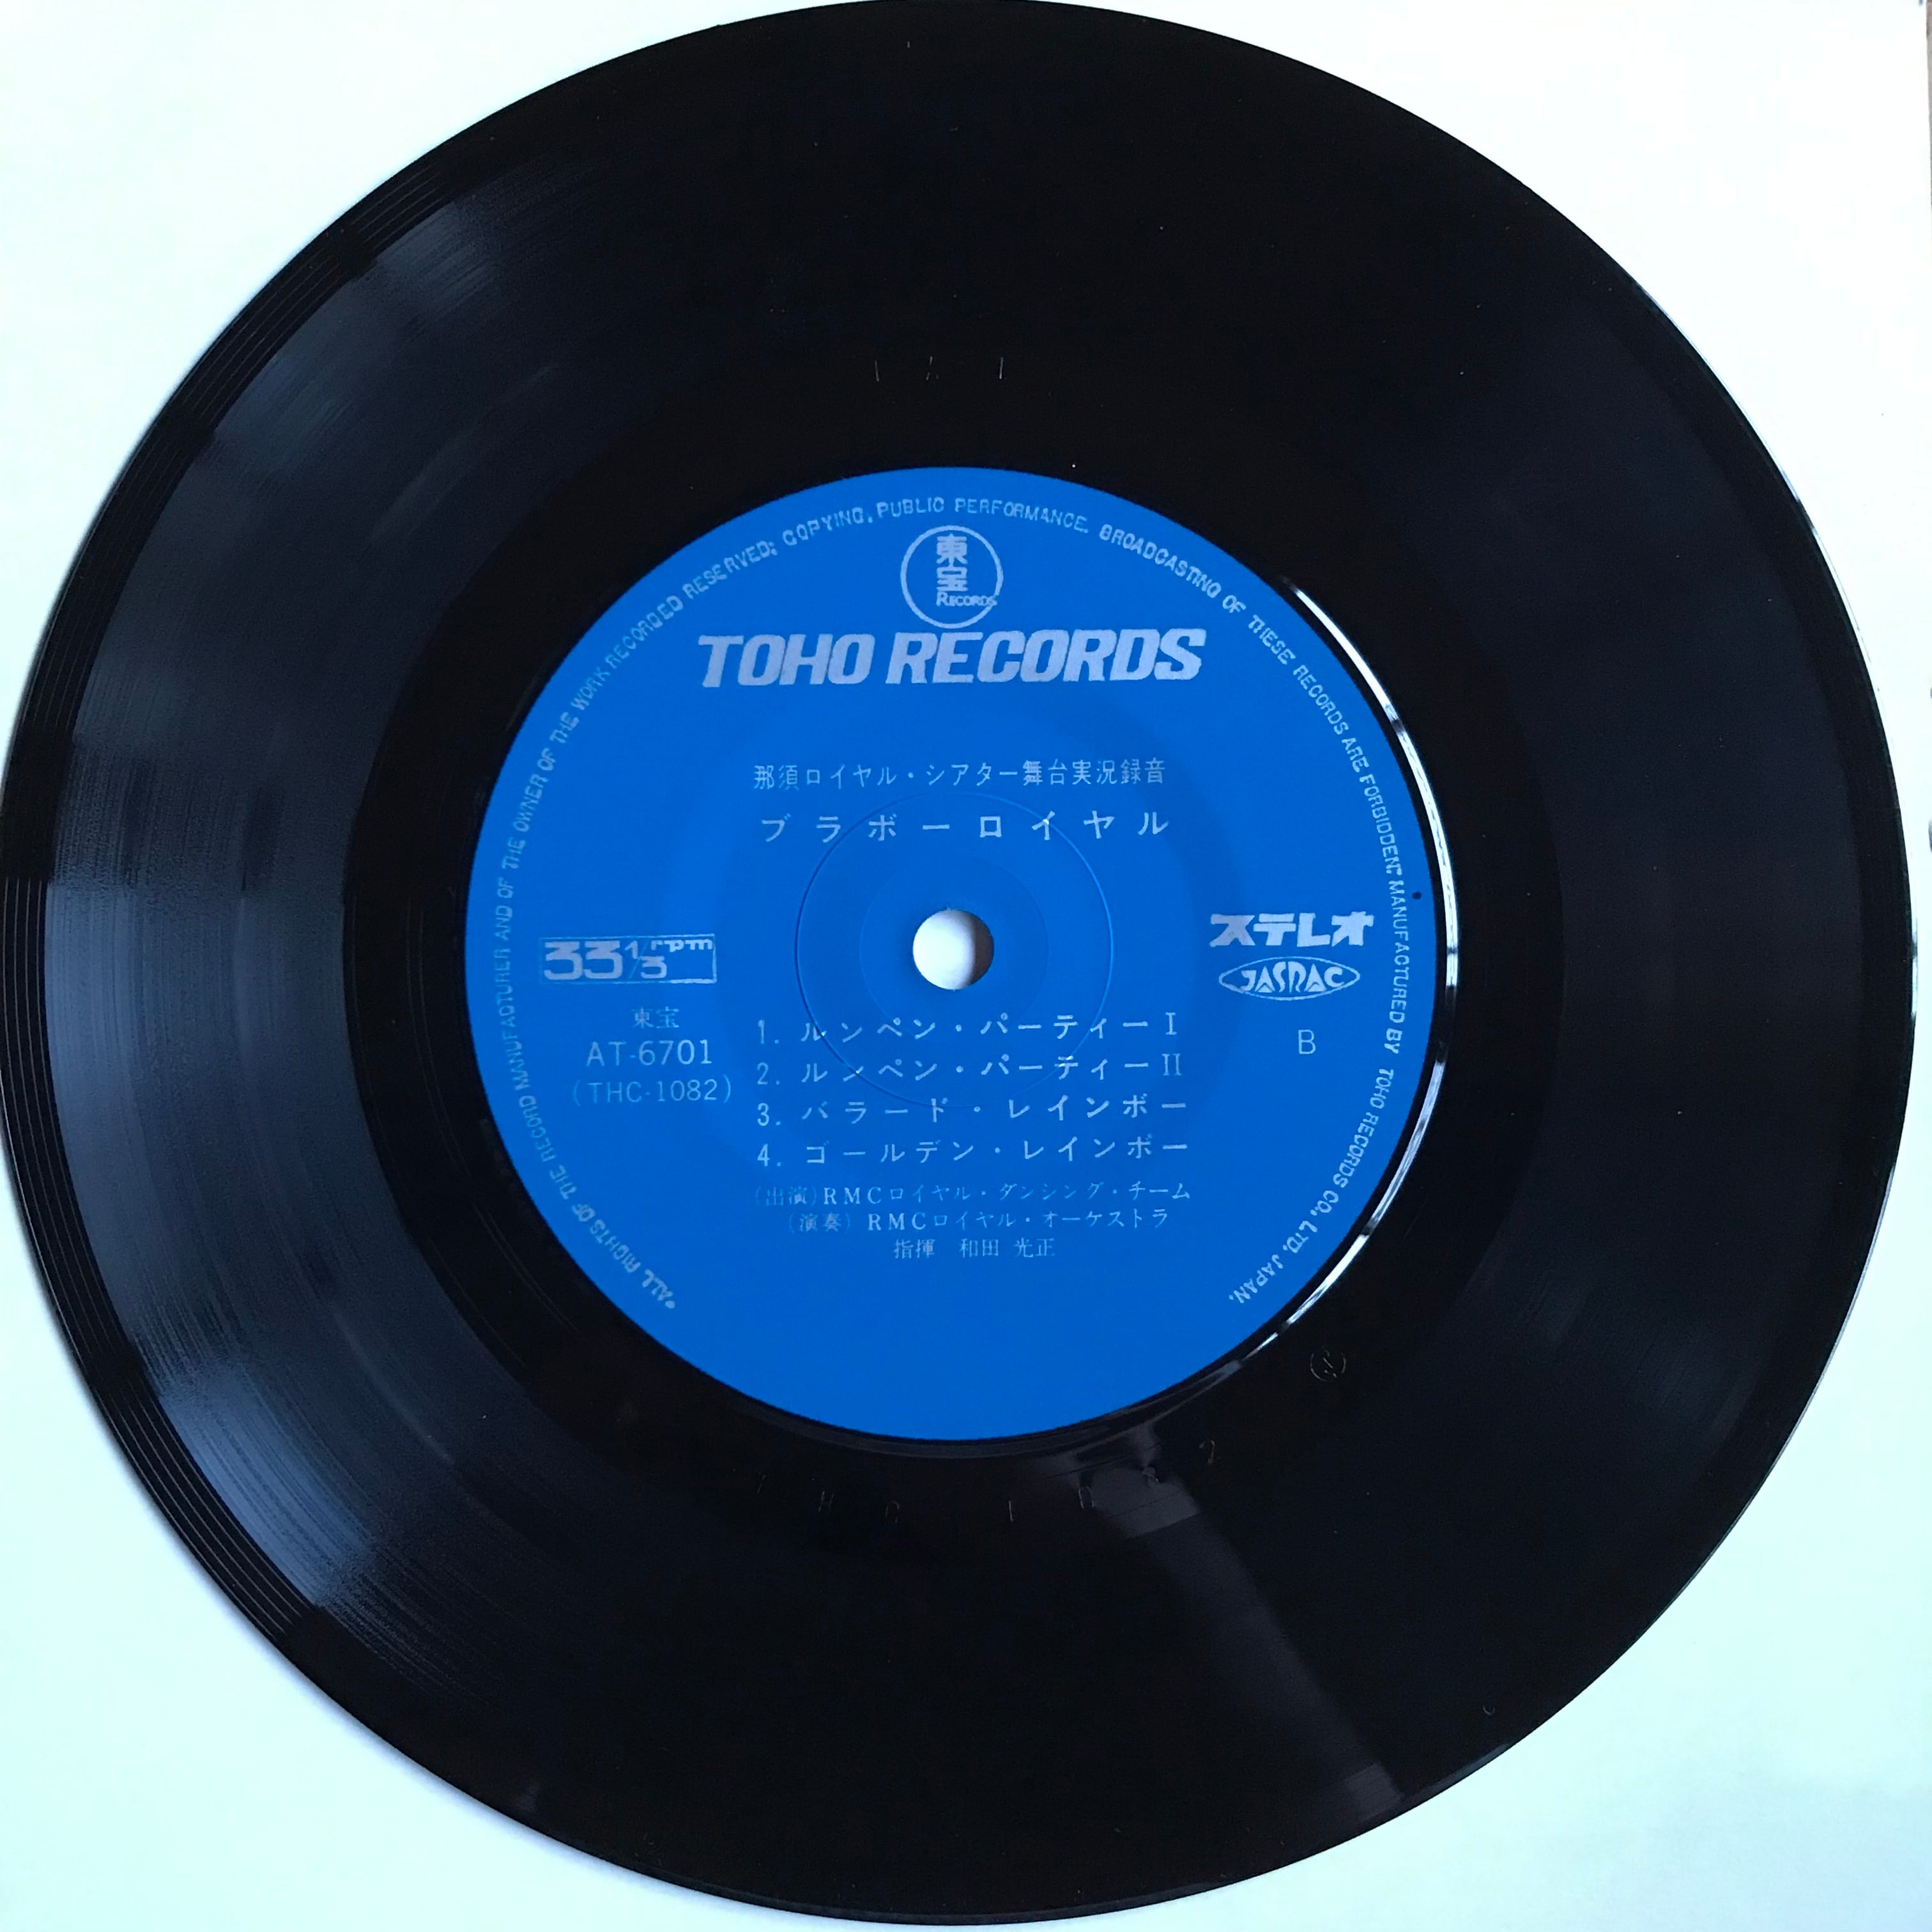 *ALL RIGHTS OF THE RECORD MANUFACTURER AND OF THE OWNER OF THE WORK RECORDED RESERVED; COPYING, PUBLIC PERFORMANCE. BROADCASTING OF THESE RECORDS ARE FORBIDDEN; MANUFACTURED BY TOHO RECORDS CO., LTD. JAPAN.
東宝
RECORDS
TOHO RECORDS
那須ロイヤル・シアター舞台実況録音
ブラボーロイヤル
33 1/3 rpm
ステレオ
JASRAC
東宝
AT-6701
(THC-1082)
B
1. ルンペン・パーティーI
2. ルンペン・パーティーII
3. バラード・レインボー
4. ゴールデン・レインボー
(出演)RMCロイヤル・ダンシング・チーム
(演奏) RMCロイヤル・オーケストラ
指揮 和田 光正